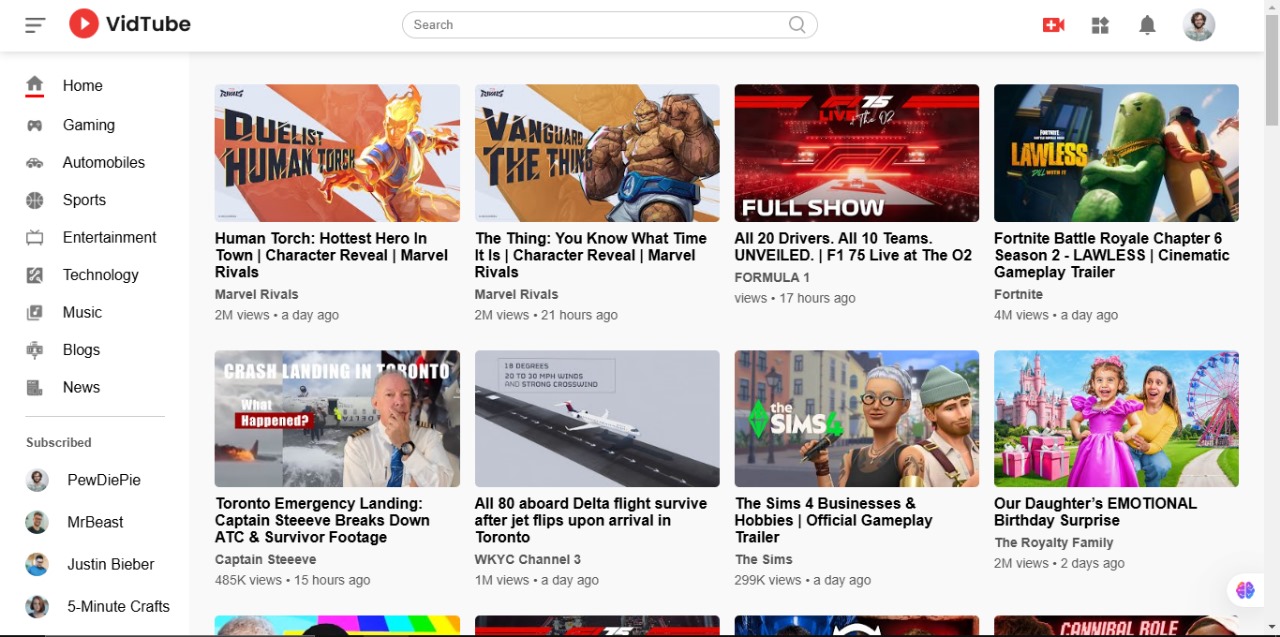 VidTube
Search
Home
Gaming
Automobiles
Sports
Entertainment
Technology
Music
Blogs
News
Subscribed
PewDiePie
MrBeast
Justin Bieber
5-Minute Crafts
RIVALS
DUELIST
HUMAN TORCH
Human Torch: Hottest Hero In
Town | Character Reveal | Marvel
Rivals
Marvel Rivals
2M views • a day ago
RIVALS
VANGUARD
THE THING
The Thing: You Know What Time
It Is | Character Reveal | Marvel
Rivals
Marvel Rivals
2M views • 21 hours ago
75
LIVE at The O2
FULL SHOW
All 20 Drivers. All 10 Teams.
UNVEILED. | F1 75 Live at The O2
FORMULA 1
views • 17 hours ago
FORTNITE
LAWLESS
DILL WITH IT
Fortnite Battle Royale Chapter 6
Season 2 - LAWLESS | Cinematic
Gameplay Trailer
Fortnite
4M views • a day ago
CRASH LANDING IN TORONTO
What
Happened?
DELTA
Toronto Emergency Landing:
Captain Steeeve Breaks Down
ATC & Survivor Footage
Captain Steeeve
485K views • 15 hours ago
18 DEGREES
20 TO 30 MPH WINDS
AND STRONG CROSSWIND
All 80 aboard Delta flight survive
after jet flips upon arrival in
Toronto
WKYC Channel 3
1M views • a day ago
the
SIMS 4
The Sims 4 Businesses &
Hobbies | Official Gameplay
Trailer
The Sims
299K views • a day ago
Our Daughter’s EMOTIONAL
Birthday Surprise
The Royalty Family
2M views • 2 days ago
75
CANNIBAL HOLE